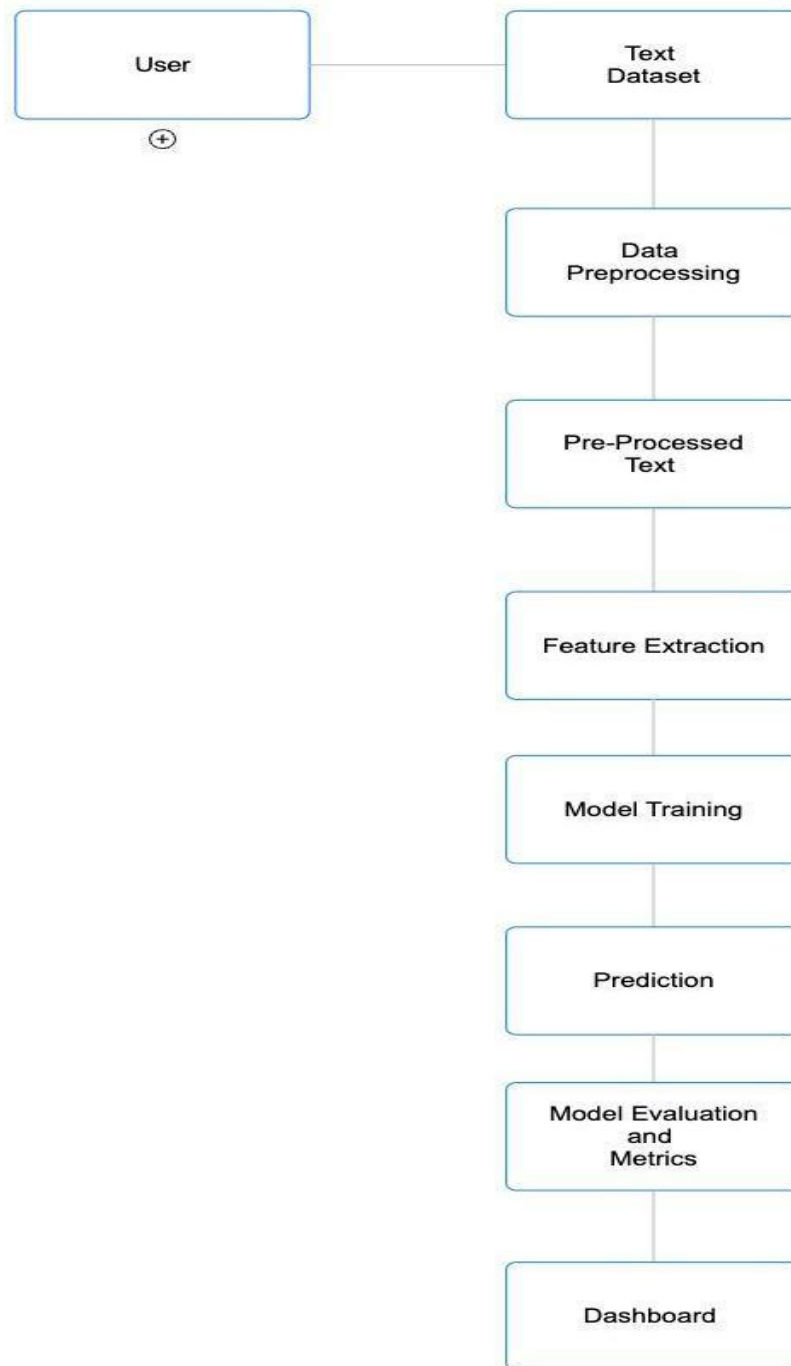 User
Text
Dataset
Data
Preprocessing
Pre-Processed
Text
Feature Extraction
Model Training
Prediction
Model Evaluation
and
Metrics
Dashboard